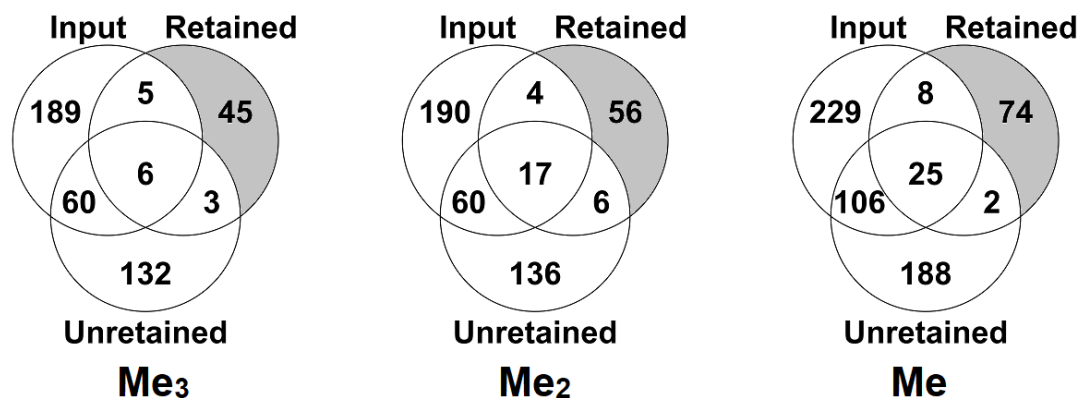 Input Retained
189 5 45
6
60 3
132
Unretained
Me3
Input Retained
190 4 56
17
60 6
136
Unretained
Me2
Input Retained
229 8 74
25
106 2
188
Unretained
Me